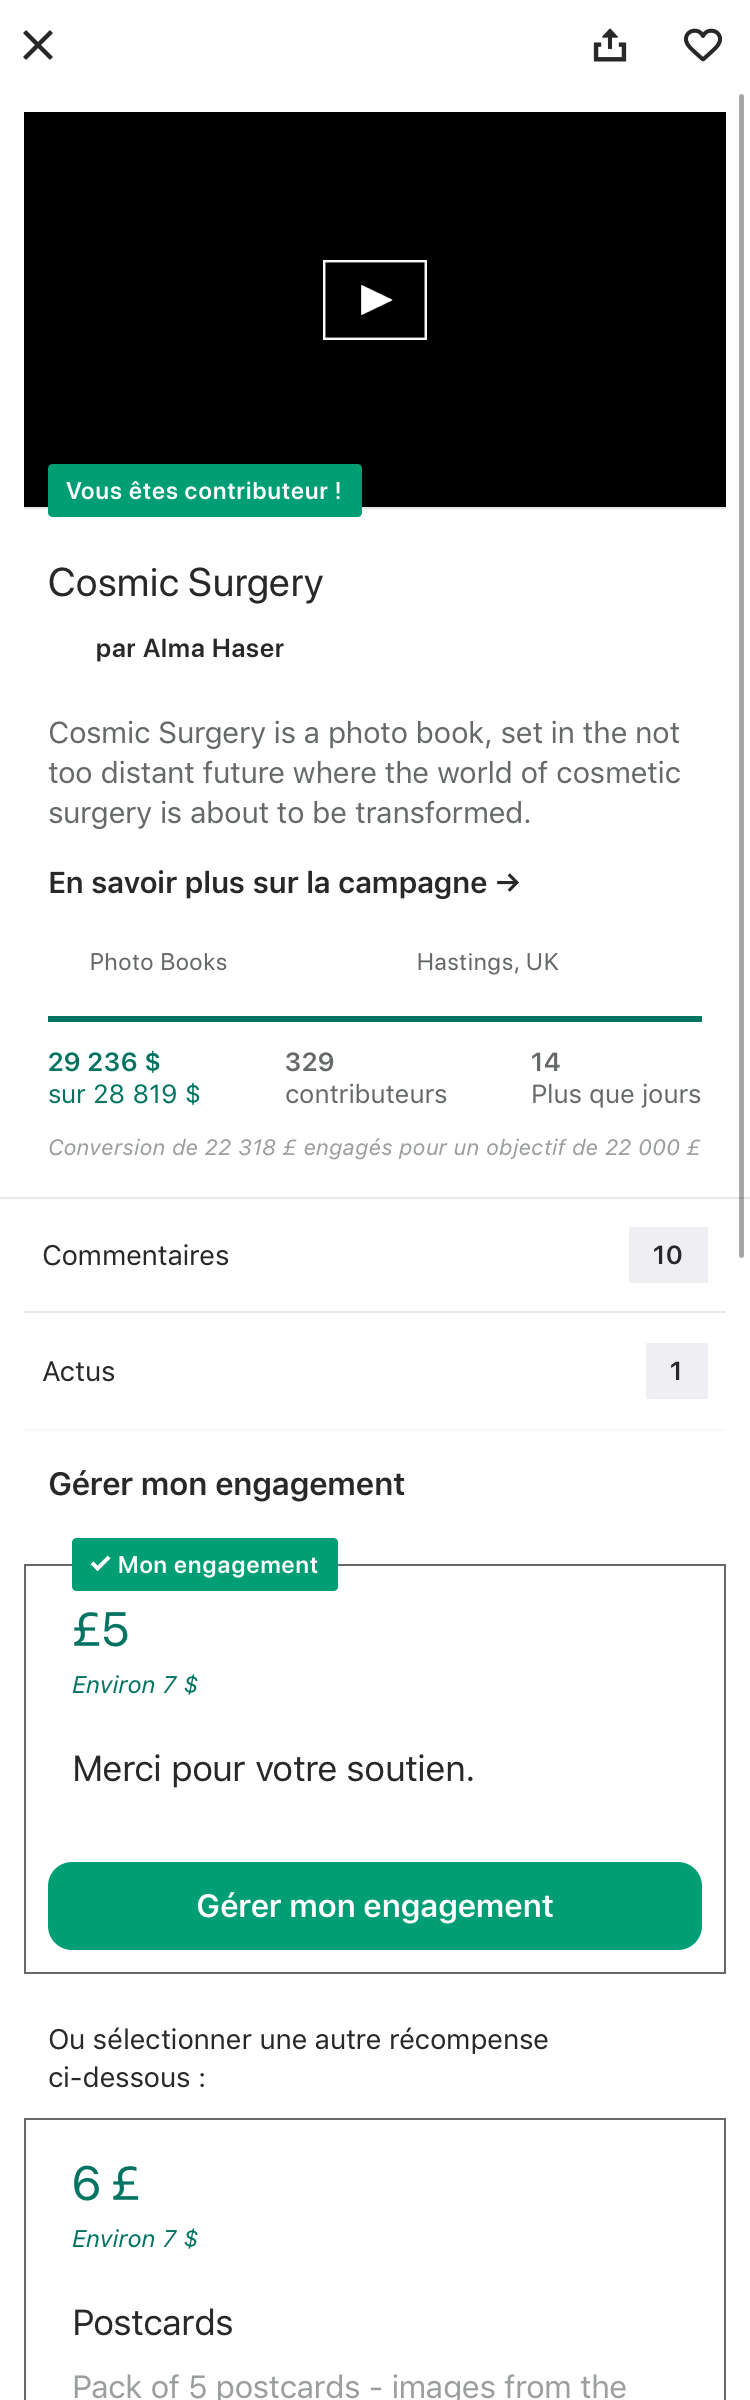 Vous êtes contributeur !
Cosmic Surgery
par Alma Haser
Cosmic Surgery is a photo book, set in the not
too distant future where the world of cosmetic
surgery is about to be transformed.
En savoir plus sur la campagne →
Photo Books
Hastings, UK
29 236 $
sur 28 819 $
329
contributeurs
14
Plus que jours
Conversion de 22 318 £ engagés pour un objectif de 22 000 £
Commentaires
10
Actus
1
Gérer mon engagement
✓ Mon engagement
£5
Environ 7 $
Merci pour votre soutien.
Gérer mon engagement
Ou sélectionner une autre récompense
ci-dessous :
6 £
Environ 7 $
Postcards
Pack of 5 postcards - images from the